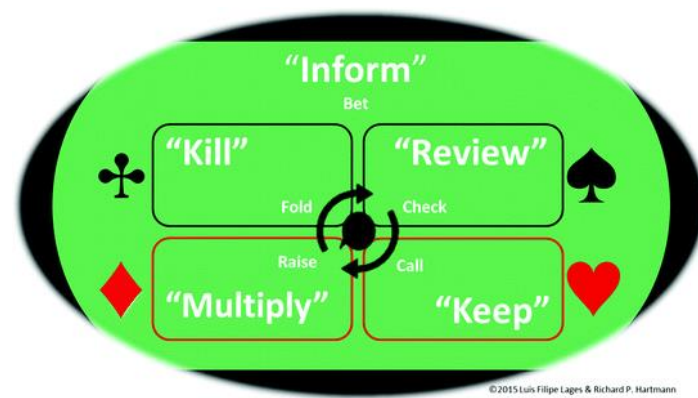 “Inform”
Bet
“Kill”
“Review”
Fold
Check
Raise
Call
“Multiply”
“Keep”
©2015 Luis Filipe Lages & Richard P. Hartmann